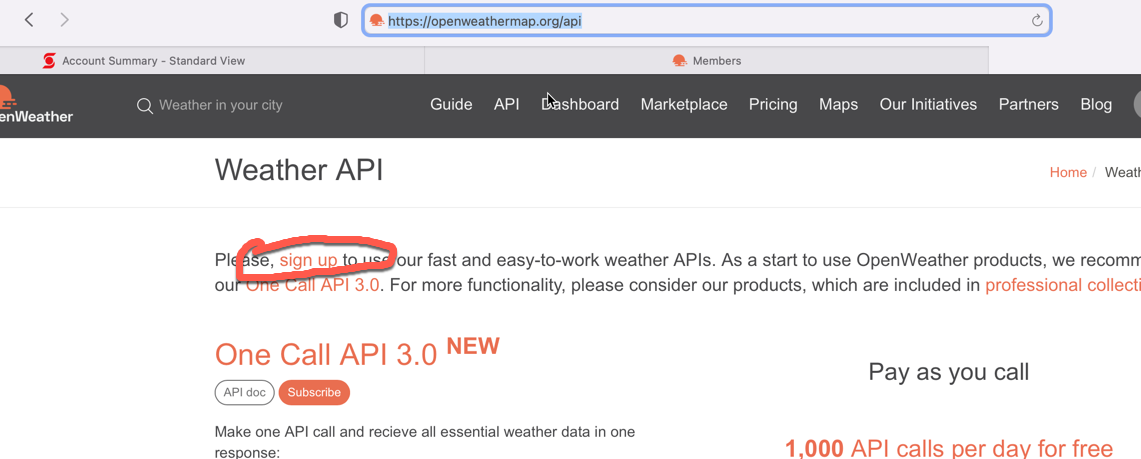 https://openweathermap.org/api
Account Summary - Standard View
Members
enWeather
Weather in your city
Guide API Dashboard Marketplace Pricing Maps Our Initiatives Partners Blog
Weather API
Home / Weath
Please, sign up to use our fast and easy-to-work weather APIs. As a start to use OpenWeather products, we recomm
our One Call API 3.0. For more functionality, please consider our products, which are included in professional collecti
One Call API 3.0 NEW
API doc Subscribe
Make one API call and recieve all essential weather data in one
response:
Pay as you call
1,000 API calls per day for free